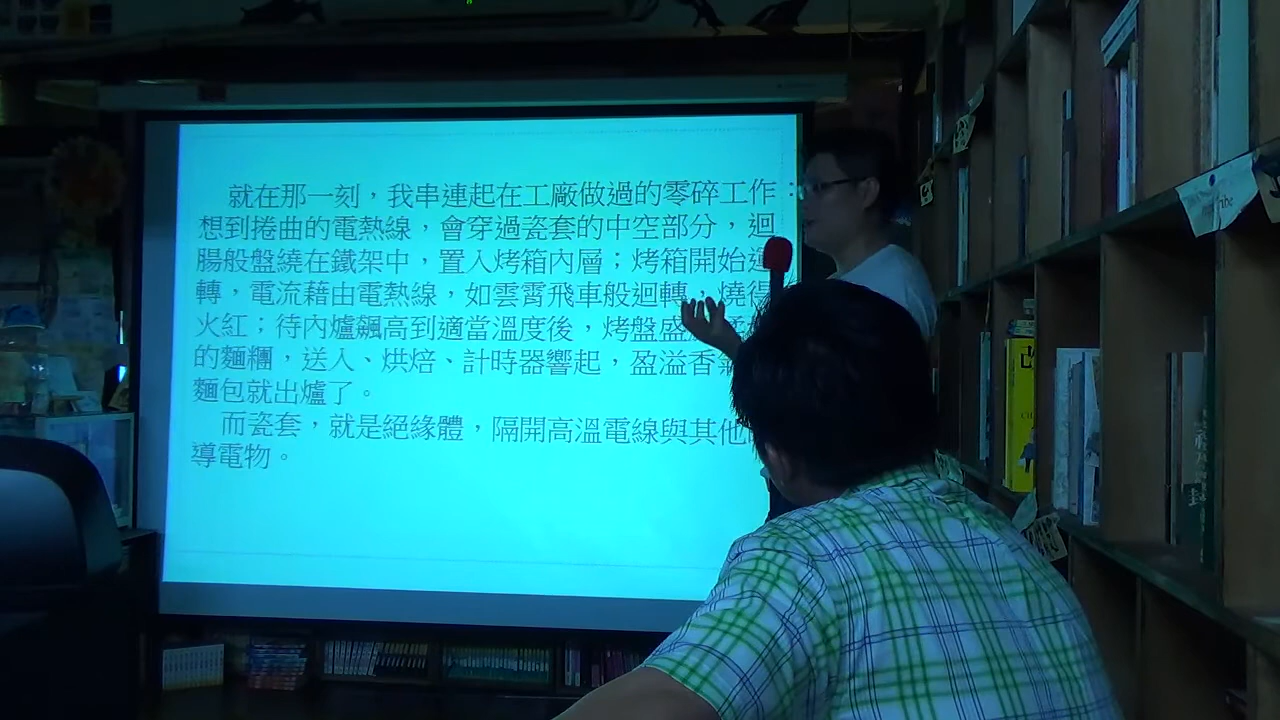 就在那一刻，我串連起在工廠做過的零碎工作：
想到捲曲的電熱線，會穿過瓷套的中空部分，迴
腸般盤繞在鐵架中，置入烤箱內層；烤箱開始運
轉，電流藉由電熱線，如雲霄飛車般迴轉，燒得
火紅；待內爐飆高到適當溫度後，烤盤盛
的麵糰，送入、烘焙、計時器響起，盈溢香氣
麵包就出爐了。
而瓷套，就是絕緣體，隔開高溫電線與其他
導電物。